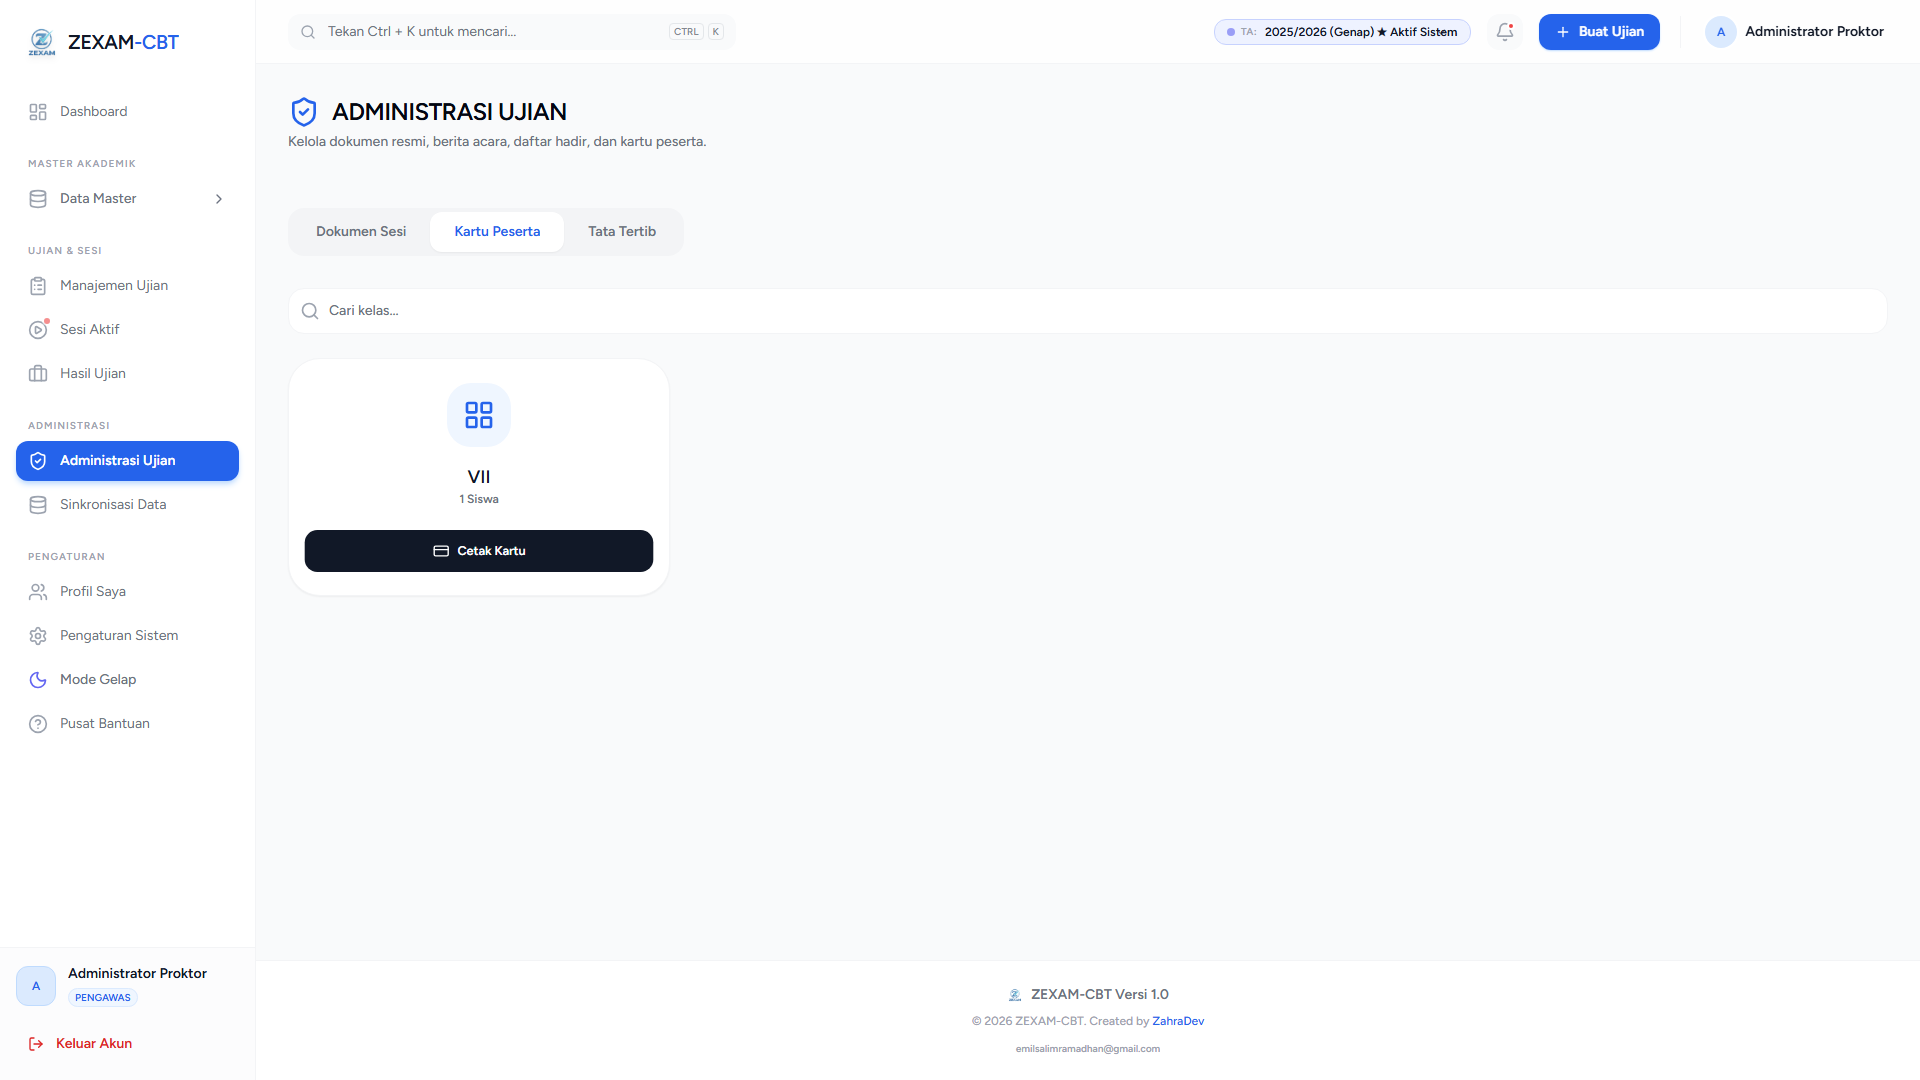 ZEXAM
ZEXAM-CBT
Dashboard
MASTER AKADEMIK
Data Master
UJIAN & SESI
Manajemen Ujian
Sesi Aktif
Hasil Ujian
ADMINISTRASI
Administrasi Ujian
Sinkronisasi Data
PENGATURAN
Profil Saya
Pengaturan Sistem
Mode Gelap
Pusat Bantuan
A
Administrator Proktor
PENGAWAS
Keluar Akun
Tekan Ctrl + K untuk mencari...
CTRL K
TA: 2025/2026 (Genap) ★ Aktif Sistem
Buat Ujian
A Administrator Proktor
ADMINISTRASI UJIAN
Kelola dokumen resmi, berita acara, daftar hadir, dan kartu peserta.
Dokumen Sesi Kartu Peserta Tata Tertib
Cari kelas...
VII
1 Siswa
Cetak Kartu
ZEXAM-CBT Versi 1.0
© 2026 ZEXAM-CBT. Created by ZahraDev
emilsalimramadhan@gmail.com